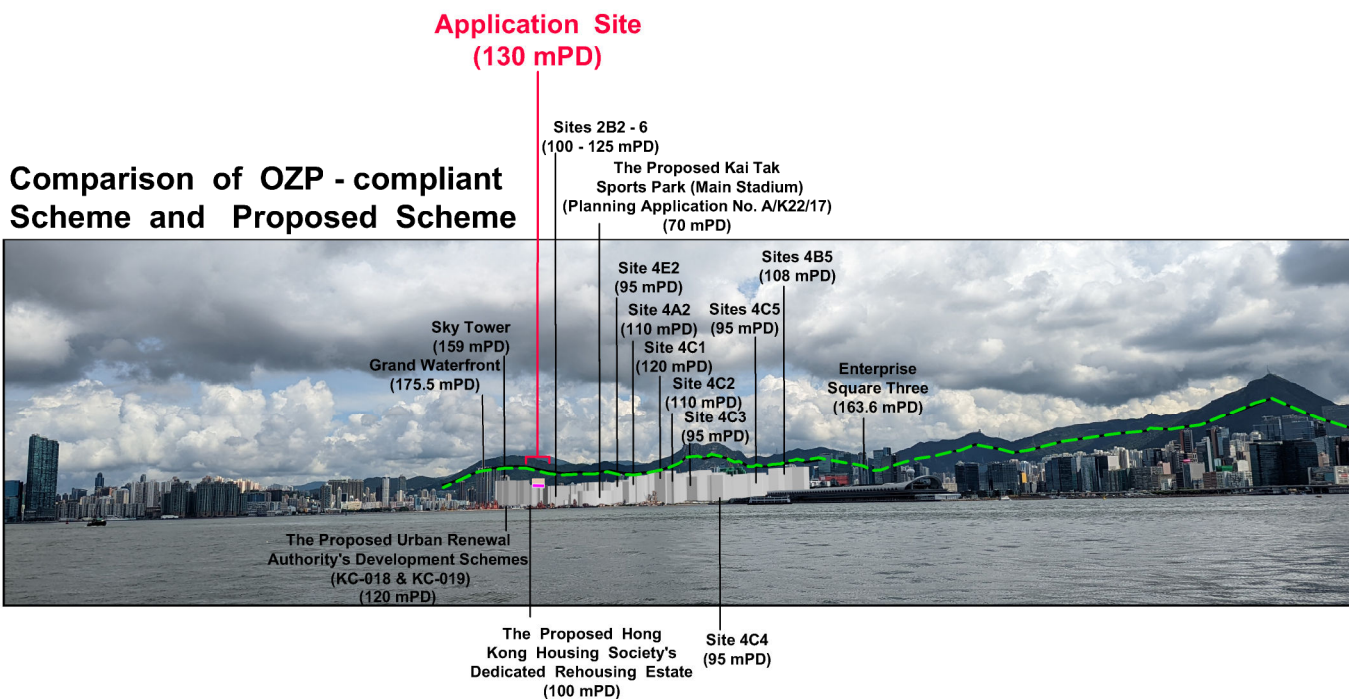 Application Site
(130 mPD)
Sites 2B2 - 6
(100 - 125 mPD)
The Proposed Kai Tak
Sports Park (Main Stadium)
(Planning Application No. A/K22/17)
(70 mPD)
Comparison of OZP - compliant
Scheme and Proposed Scheme
Sites 4B5
(108 mPD)
Site 4E2
(95 mPD)
Site 4A2
(110 mPD)
Sites 4C5
(95 mPD)
Sky Tower
(159 mPD)
Grand Waterfront
(175.5 mPD)
Site 4C1
(120 mPD)
Site 4C2
(110 mPD)
Site 4C3
(95 mPD)
Enterprise
Square Three
(163.6 mPD)
The Proposed Urban Renewal
Authority's Development Schemes
(KC-018 & KC-019)
(120 mPD)
The Proposed Hong
Kong Housing Society's
Dedicated Rehousing Estate
(100 mPD)
Site 4C4
(95 mPD)